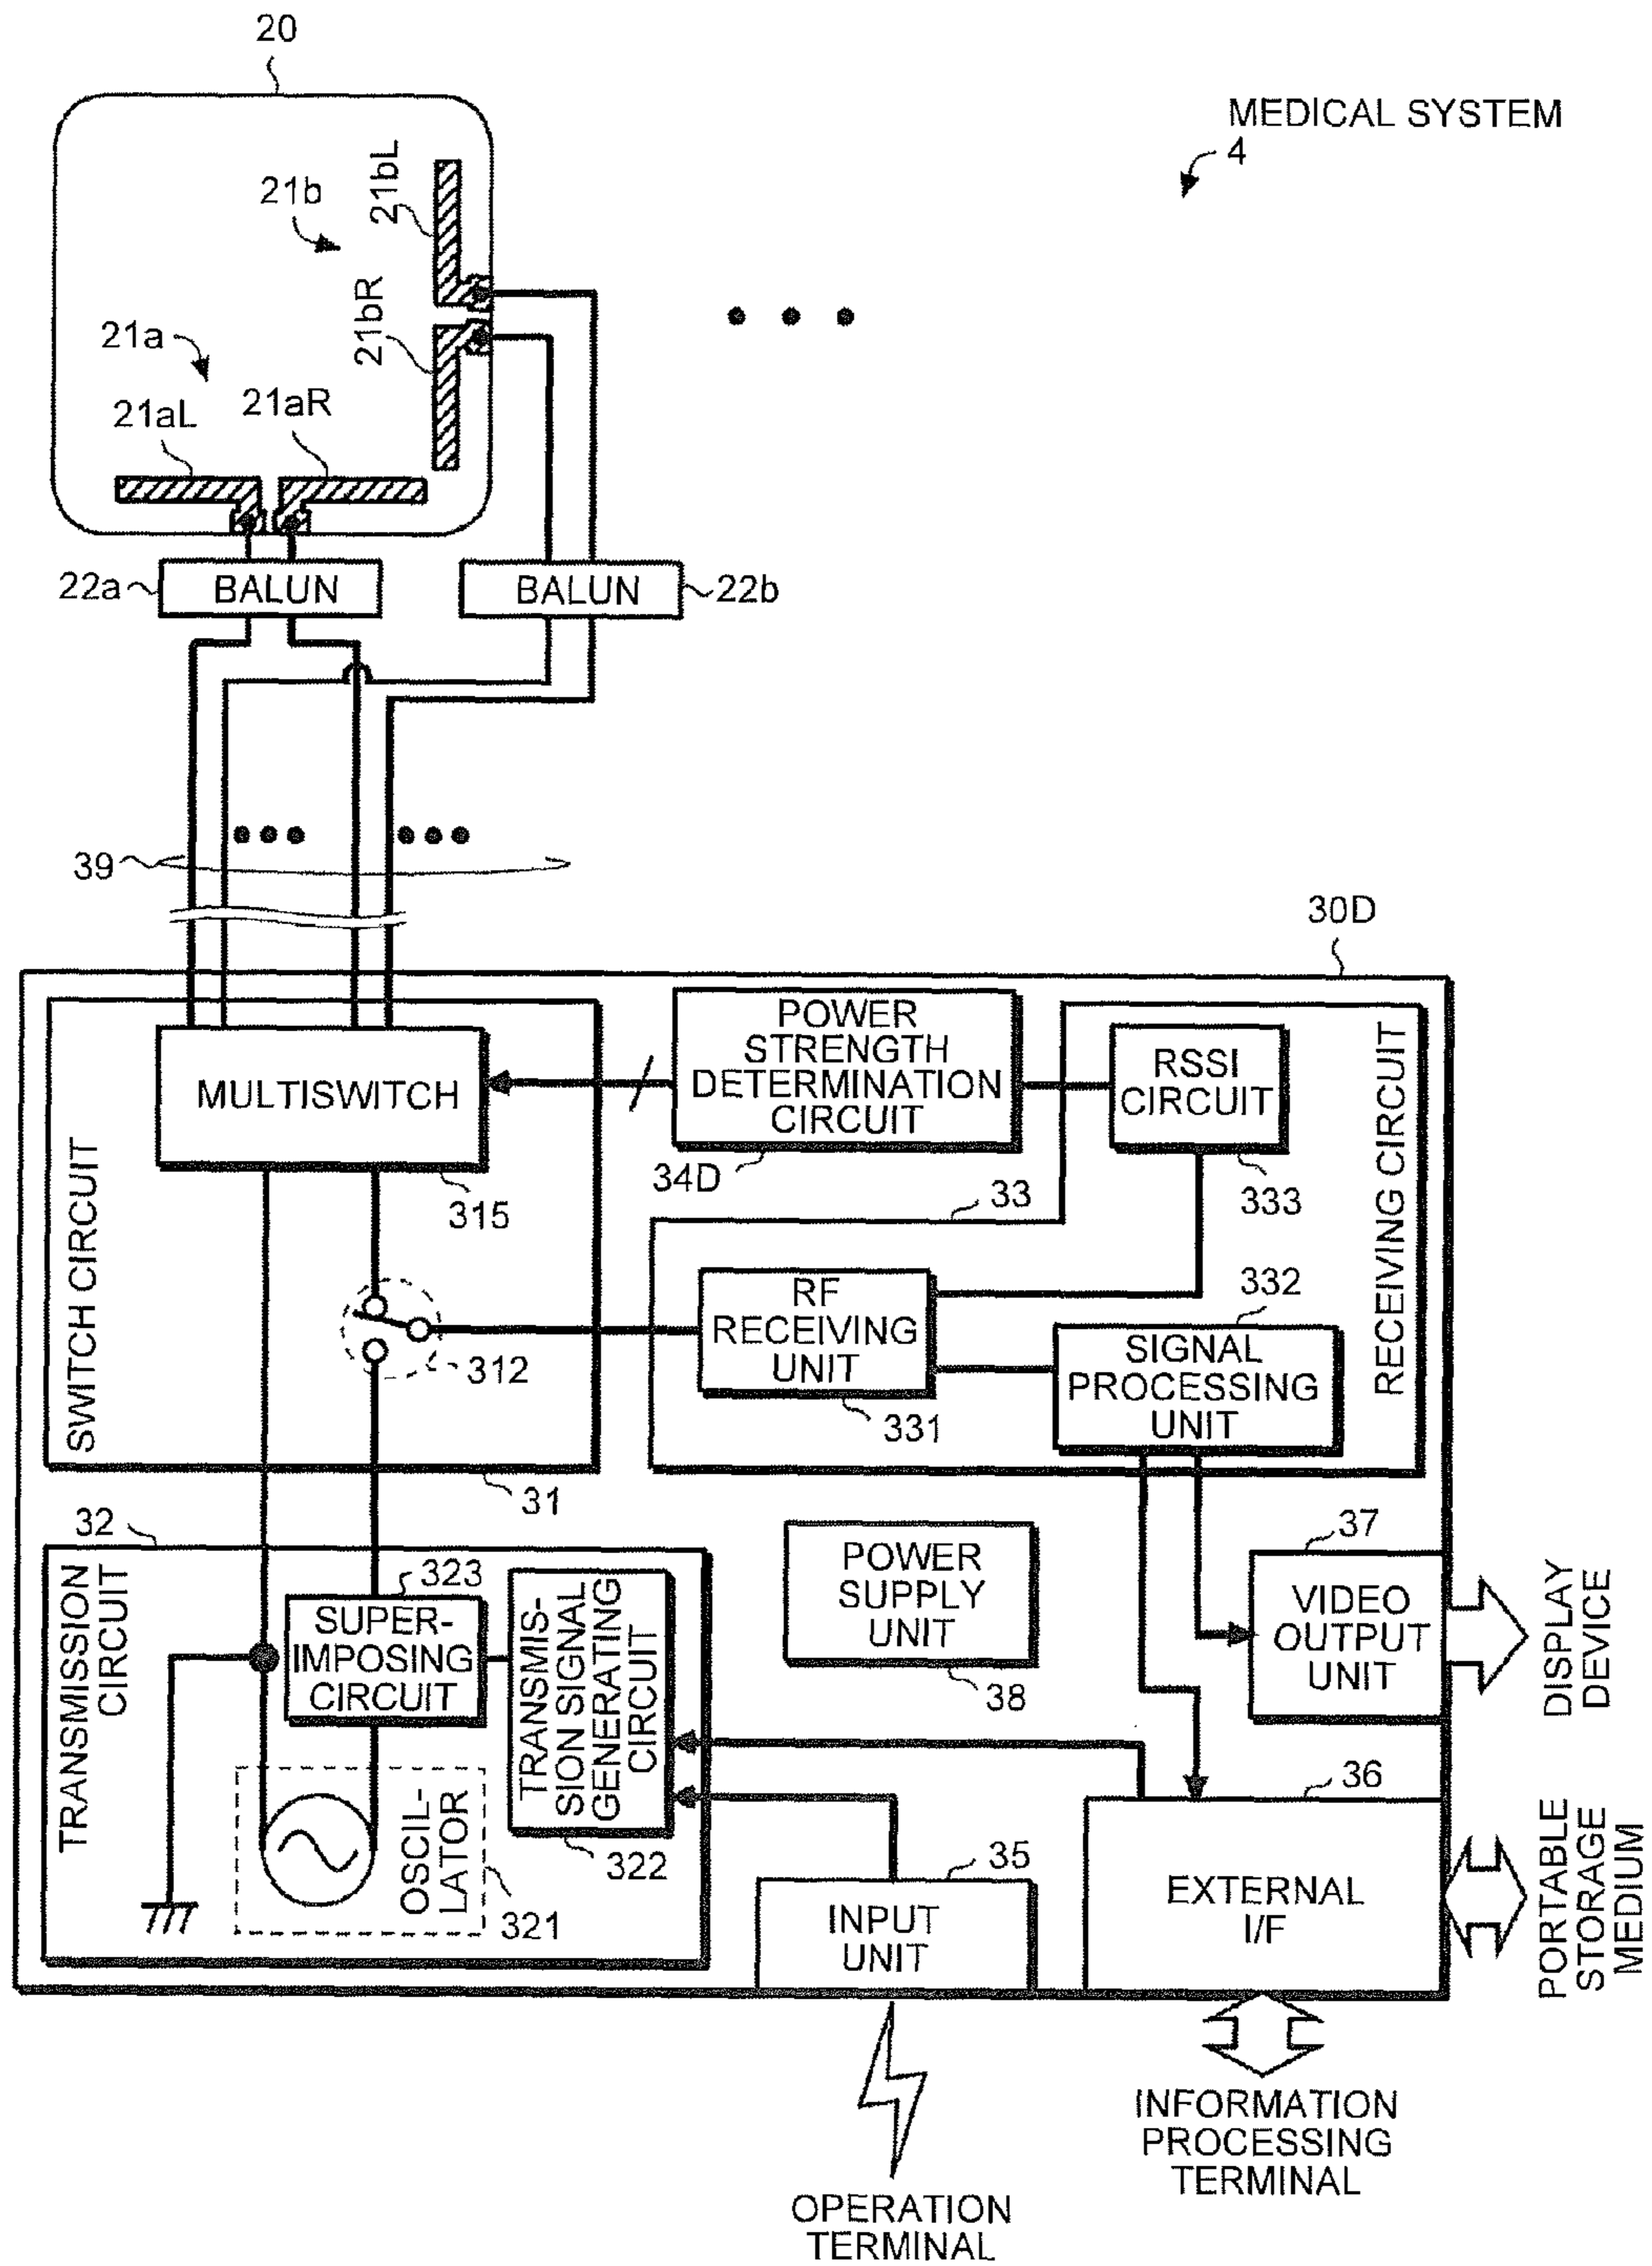 20
MEDICAL SYSTEM
4
21b
21bL
21bR
21a
21aL
21aR
22a
BALUN
BALUN
22b
39
30D
SWITCH CIRCUIT
MULTISWITCH
315
312
31
POWER
STRENGTH
DETERMINATION
CIRCUIT
34D
33
RECEIVING CIRCUIT
RSSI
CIRCUIT
333
RF
RECEIVING
UNIT
331
332
SIGNAL
PROCESSING
UNIT
32
TRANSMISSION
CIRCUIT
323
SUPER-
IMPOSING
CIRCUIT
TRANSMIS-
SION SIGNAL
GENERATING
CIRCUIT
322
OSCIL-
LATOR
321
POWER
SUPPLY
UNIT
38
37
VIDEO
OUTPUT
UNIT
DISPLAY
DEVICE
36
EXTERNAL
I/F
PORTABLE
STORAGE
MEDIUM
35
INPUT
UNIT
INFORMATION
PROCESSING
TERMINAL
OPERATION
TERMINAL